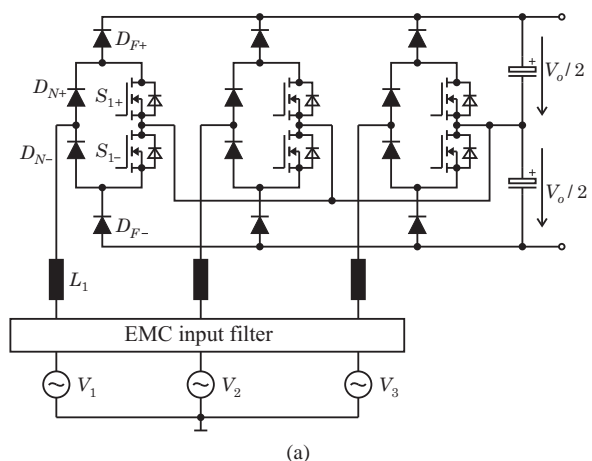 D_{F+}
+
V_o/2
D_{N+}
S_{1+}
D_{N−}
S_{1−}
+
V_o/2
D_{F−}
L_1
EMC input filter
V_1
V_2
V_3
(a)